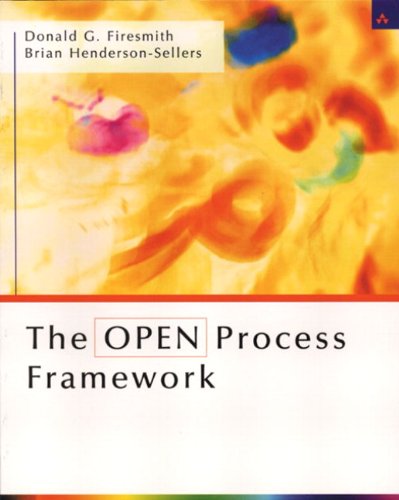 Donald G. Firesmith
Brian Henderson-Sellers
The OPEN Process
Framework